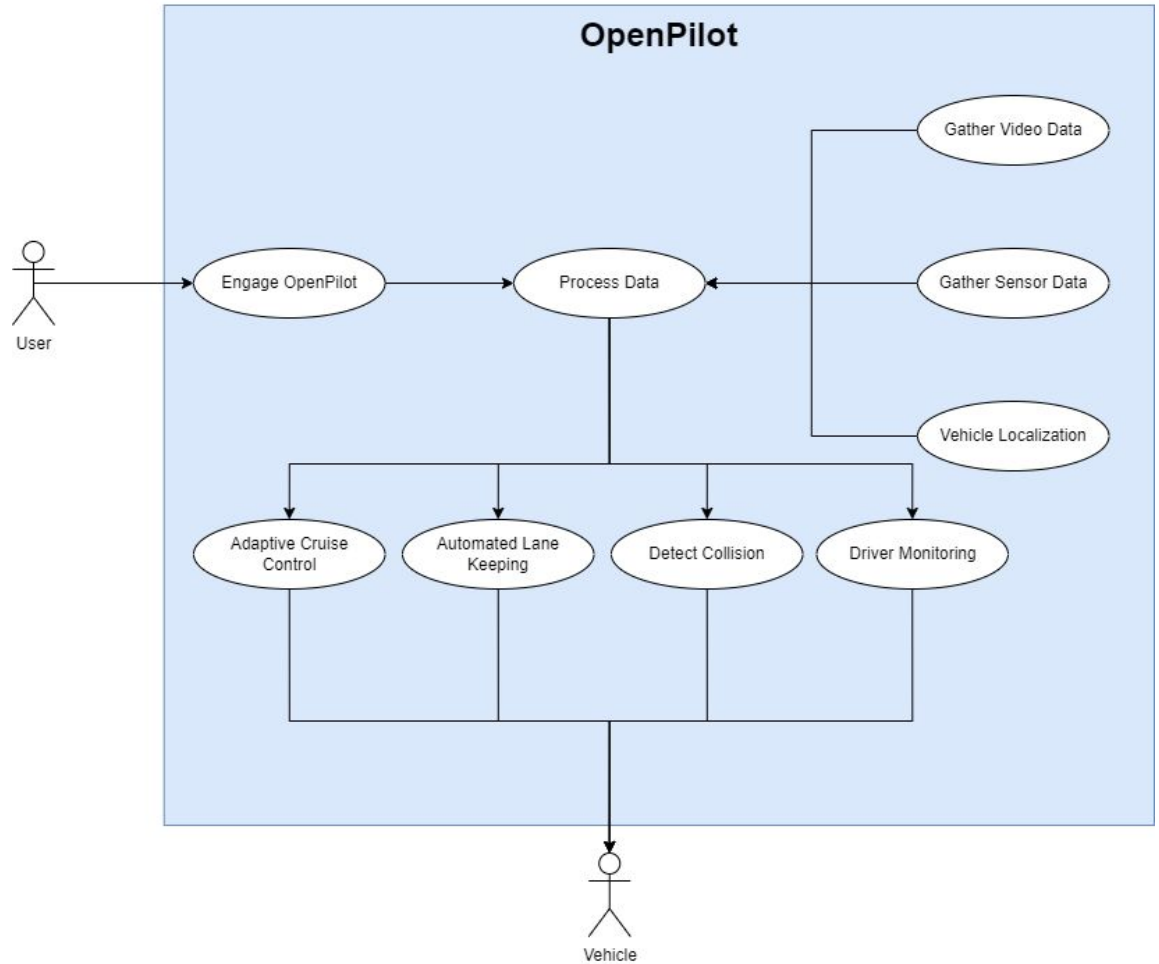 OpenPilot
Gather Video Data
User
Engage OpenPilot
Process Data
Gather Sensor Data
Vehicle Localization
Adaptive Cruise
Control
Automated Lane
Keeping
Detect Collision
Driver Monitoring
Vehicle